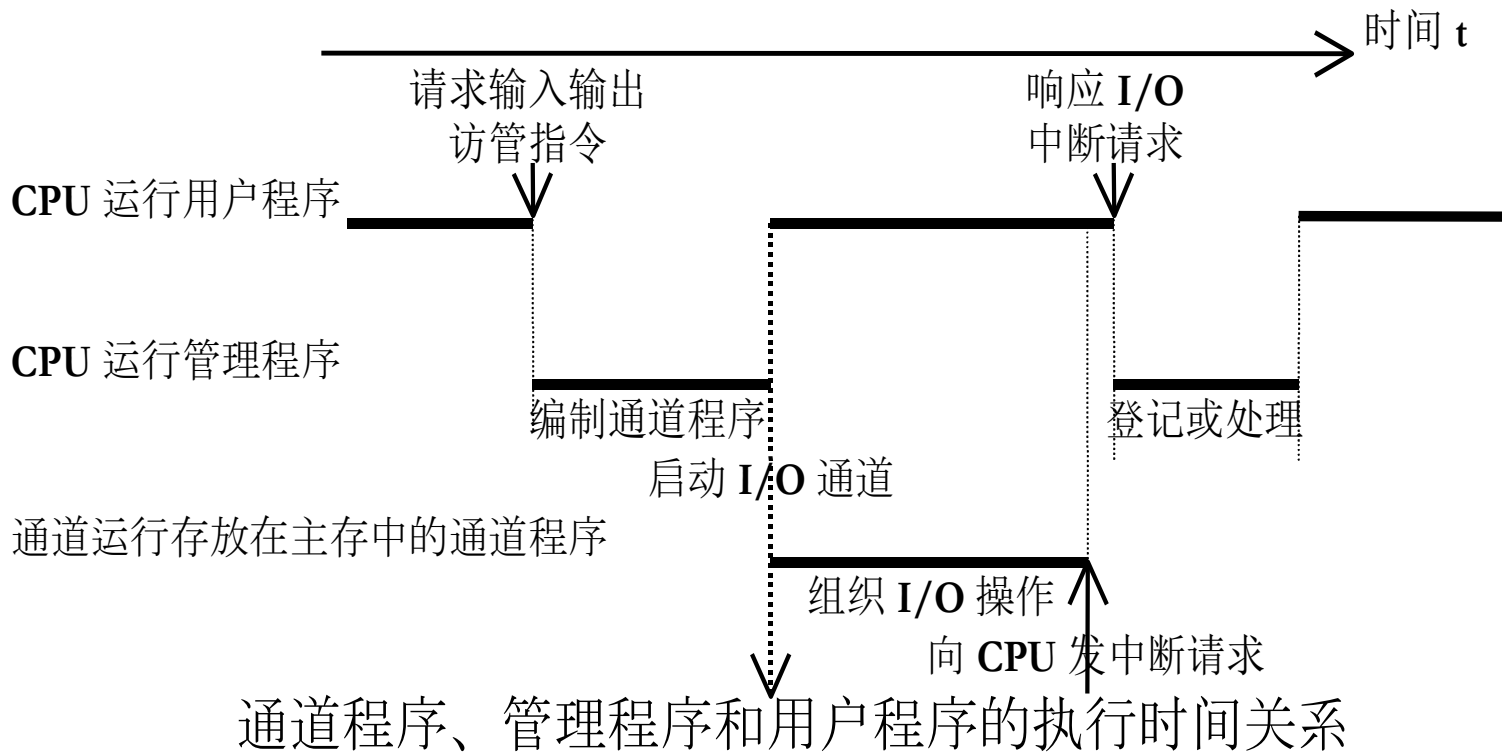 时间 t
请求输入输出
访管指令
响应 I/O
中断请求
CPU 运行用户程序
CPU 运行管理程序
编制通道程序
登记或处理
启动 I/O 通道
通道运行存放在主存中的通道程序
组织 I/O 操作
向 CPU 发中断请求
通道程序、管理程序和用户程序的执行时间关系